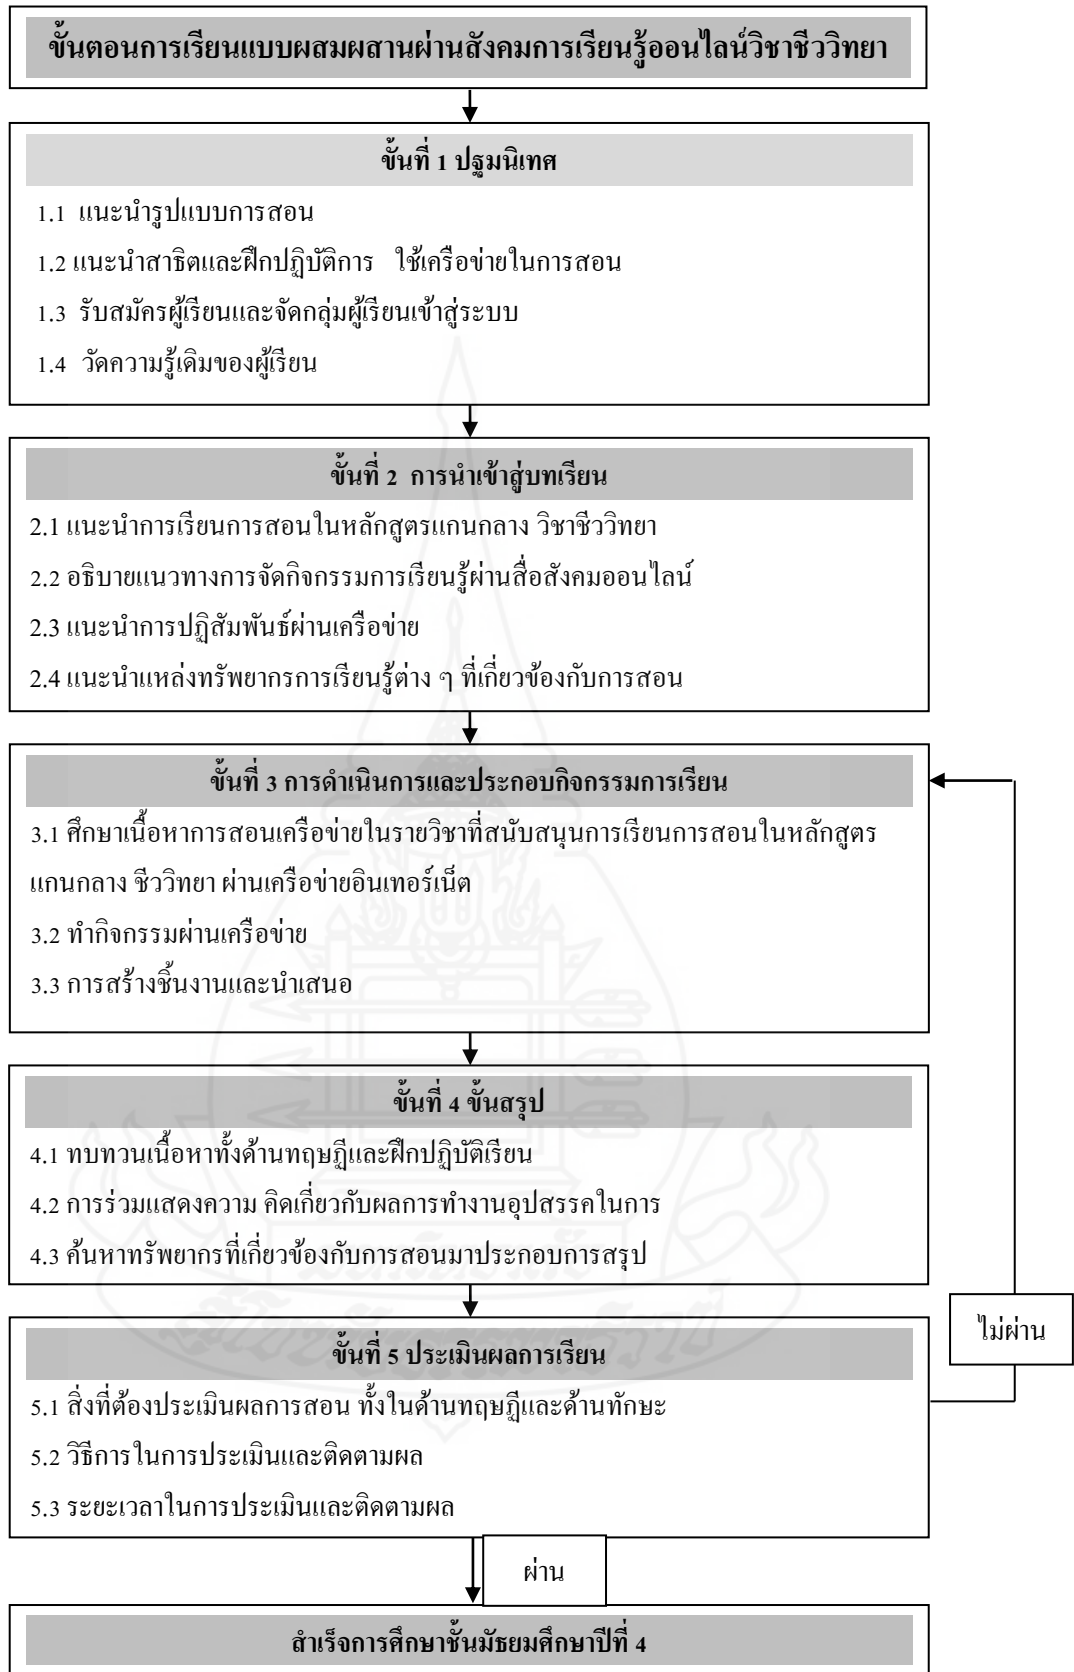 ขั้นตอนการเรียนแบบผสมผสานผ่านสังคมการเรียนรู้ออนไลน์วิชาชีววิทยา
ขั้นที่ 1 ปฐมนิเทศ
1.1 แนะนำรูปแบบการสอน
1.2 แนะนำสาธิตและฝึกปฏิบัติการ ใช้เครือข่ายในการสอน
1.3 รับสมัครผู้เรียนและจัดกลุ่มผู้เรียนเข้าสู่ระบบ
1.4 วัดความรู้เดิมของผู้เรียน
ขั้นที่ 2 การนำเข้าสู่บทเรียน
2.1 แนะนำการเรียนการสอนในหลักสูตรแกนกลาง วิชาชีววิทยา
2.2 อธิบายแนวทางการจัดกิจกรรมการเรียนรู้ผ่านสื่อสังคมออนไลน์
2.3 แนะนำการปฏิสัมพันธ์ผ่านเครือข่าย
2.4 แนะนำแหล่งทรัพยากรการเรียนรู้ต่าง ๆ ที่เกี่ยวข้องกับการสอน
ขั้นที่ 3 การดำเนินการและประกอบกิจกรรมการเรียน
3.1 ศึกษาเนื้อหาการสอนเครือข่ายในรายวิชาที่สนับสนุนการเรียนการสอนในหลักสูตร
แกนกลาง ชีววิทยา ผ่านเครือข่ายอินเทอร์เน็ต
3.2 ทำกิจกรรมผ่านเครือข่าย
3.3 การสร้างชิ้นงานและนำเสนอ
ขั้นที่ 4 ขั้นสรุป
4.1 ทบทวนเนื้อหาทั้งด้านทฤษฎีและฝึกปฏิบัติเรียน
4.2 การร่วมแสดงความ คิดเกี่ยวกับผลการทำงานอุปสรรคในการ
4.3 ค้นหาทรัพยากรที่เกี่ยวข้องกับการสอนมาประกอบการสรุป
ไม่ผ่าน
ขั้นที่ 5 ประเมินผลการเรียน
5.1 สิ่งที่ต้องประเมินผลการสอน ทั้งในด้านทฤษฎีและด้านทักษะ
5.2 วิธีการในการประเมินและติดตามผล
5.3 ระยะเวลาในการประเมินและติดตามผล
ผ่าน
สำเร็จการศึกษาชั้นมัธยมศึกษาปีที่ 4